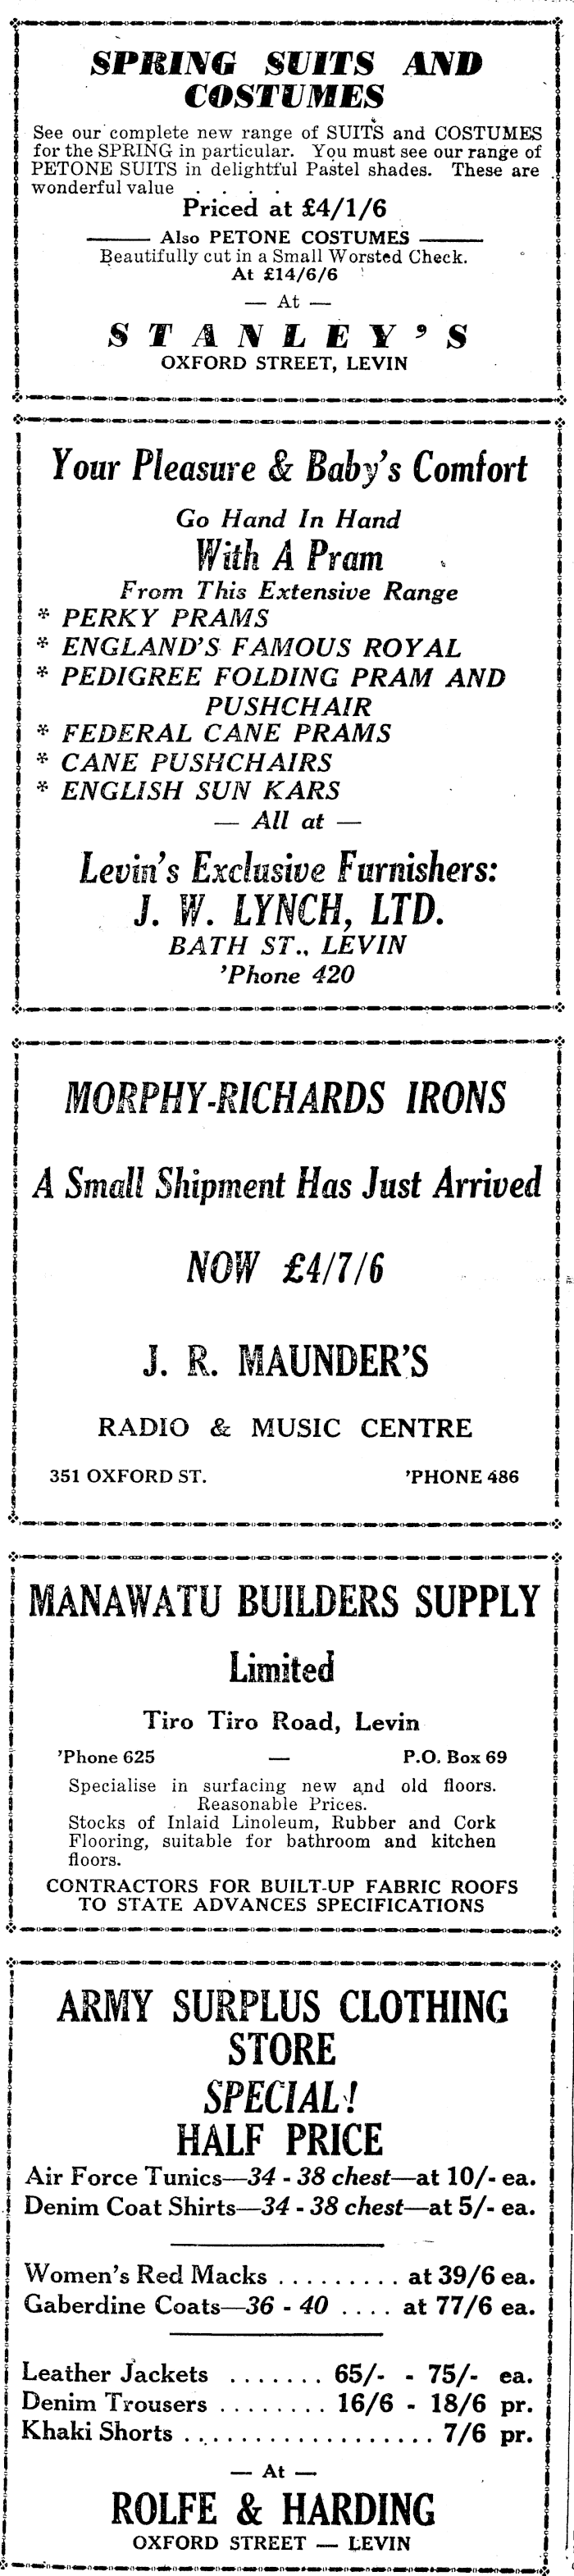 SPRING SUITS AND
COSTUMES
See our complete new range of SUITS and COSTUMES
for the SPRING in particular. You must see our range of
PETONE SUITS in delightful Pastel shades. These are
wonderful value . . . .
Priced at £4/1/6
Also PETONE COSTUMES
Beautifully cut in a Small Worsted Check.
At £14/6/6
— At —
STANLEY'S
OXFORD STREET, LEVIN
Your Pleasure & Baby's Comfort
Go Hand In Hand
With A Pram
From This Extensive Range
* PERKY PRAMS
* ENGLAND'S FAMOUS ROYAL
* PEDIGREE FOLDING PRAM AND
PUSHCHAIR
* FEDERAL CANE PRAMS
* CANE PUSHCHAIRS
* ENGLISH SUN KARS
— All at —
Levin's Exclusive Furnishers:
J. W. LYNCH, LTD.
BATH ST., LEVIN
'Phone 420
MORPHY-RICHARDS IRONS
A Small Shipment Has Just Arrived
NOW £4/7/6
J. R. MAUNDER'S
RADIO & MUSIC CENTRE
351 OXFORD ST. 'PHONE 486
MANAWATU BUILDERS SUPPLY
Limited
Tiro Tiro Road, Levin
'Phone 625 — P.O. Box 69
Specialise in surfacing new and old floors.
Reasonable Prices.
Stocks of Inlaid Linoleum, Rubber and Cork
Flooring, suitable for bathroom and kitchen
floors.
CONTRACTORS FOR BUILT-UP FABRIC ROOFS
TO STATE ADVANCES SPECIFICATIONS
ARMY SURPLUS CLOTHING
STORE
SPECIAL!
HALF PRICE
Air Force Tunics—34 - 38 chest—at 10/- ea.
Denim Coat Shirts—34 - 38 chest—at 5/- ea.
Women's Red Macks . . . . . . . . . at 39/6 ea.
Gaberdine Coats—36 - 40 . . . . at 77/6 ea.
Leather Jackets . . . . . . . 65/- - 75/- ea.
Denim Trousers . . . . . . . . 16/6 - 18/6 pr.
Khaki Shorts . . . . . . . . . . . . . . . . . . 7/6 pr.
— At —
ROLFE & HARDING
OXFORD STREET — LEVIN